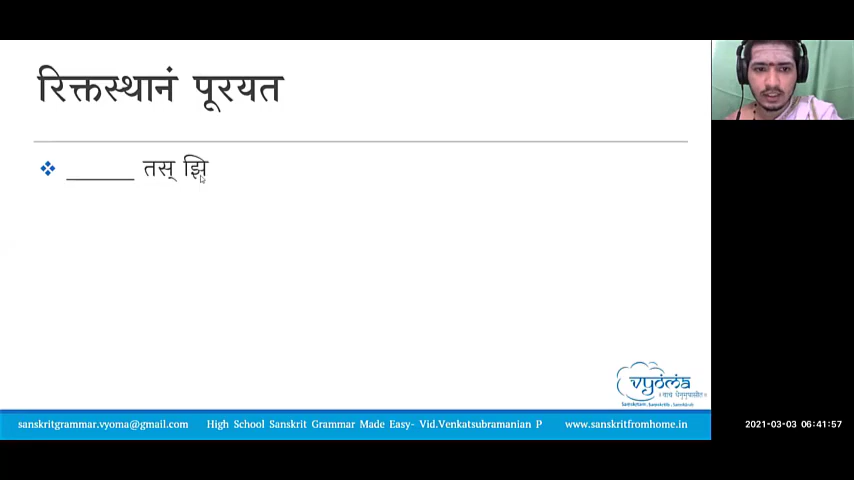 रिक्तस्थानं पूरयत
______ तस् झि
vyoma
sanskritgrammar.vyoma@gmail.com High School Sanskrit Grammar Made Easy- Vid.Venkatsubramanian P www.sanskritfromhome.in
2021-03-03 06:41:57